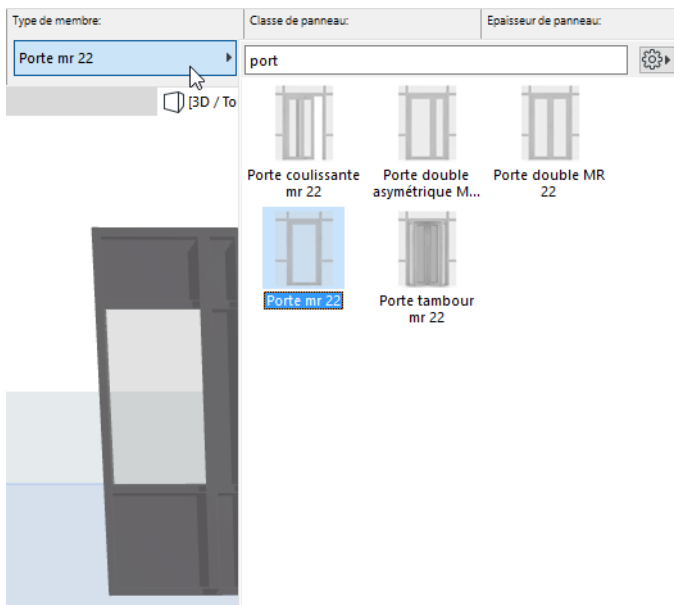 Type de membre:
Classe de panneau:
Epaisseur de panneau:
Porte mr 22
port
[3D / To
Porte coulissante
mr 22
Porte double
asymétrique M...
Porte double MR
22
Porte mr 22
Porte tambour
mr 22